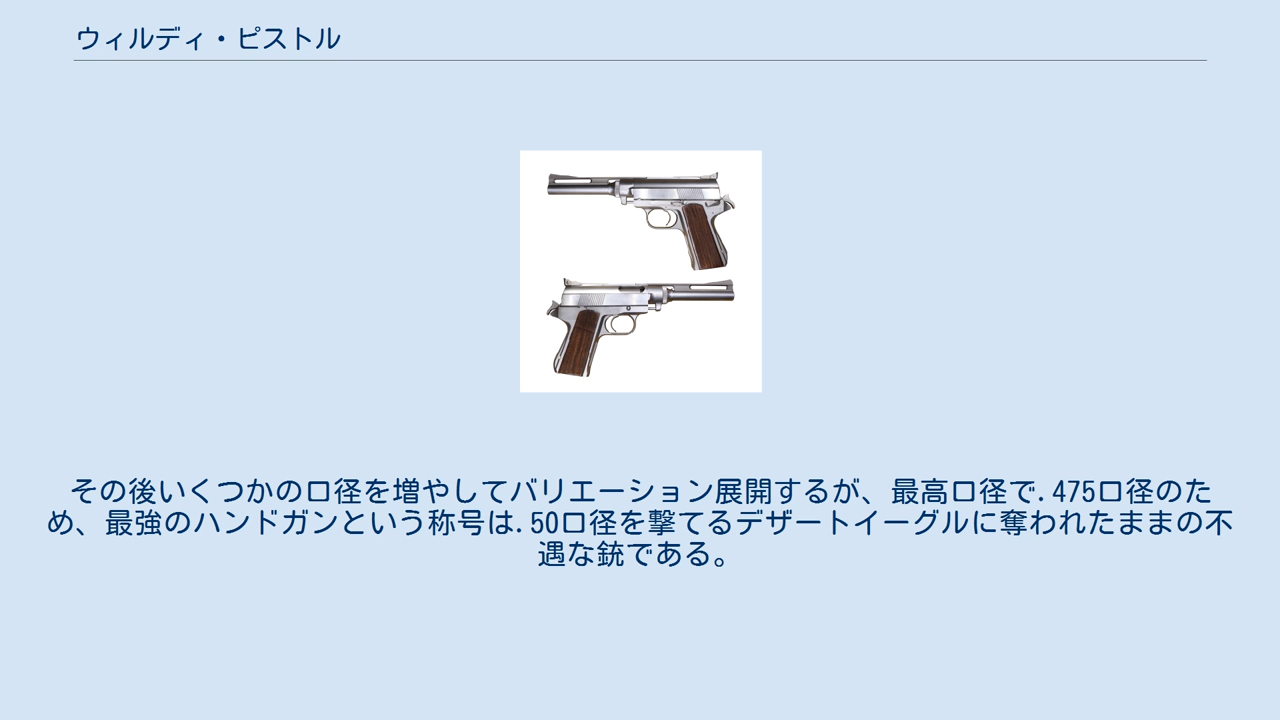 ウィルディ・ピストル
その後いくつかの口径を増やしてバリエーション展開するが、最高口径で.475口径のた
め、最強のハンドガンという称号は.50口径を撃てるデザートイーグルに奪われたままの不
遇な銃である。